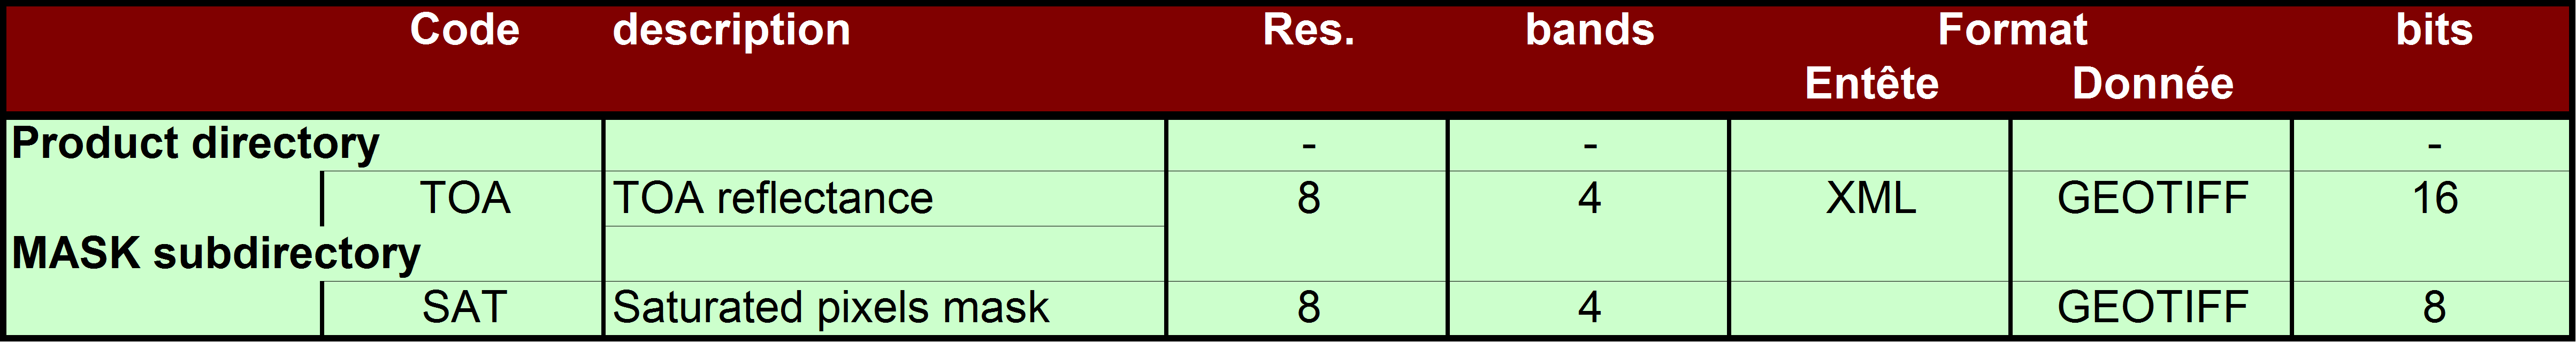 Code description Res. bands Format bits
Entête Donnée
Product directory - - -
TOA TOA reflectance 8 4 XML GEOTIFF 16
MASK subdirectory
SAT Saturated pixels mask 8 4 GEOTIFF 8